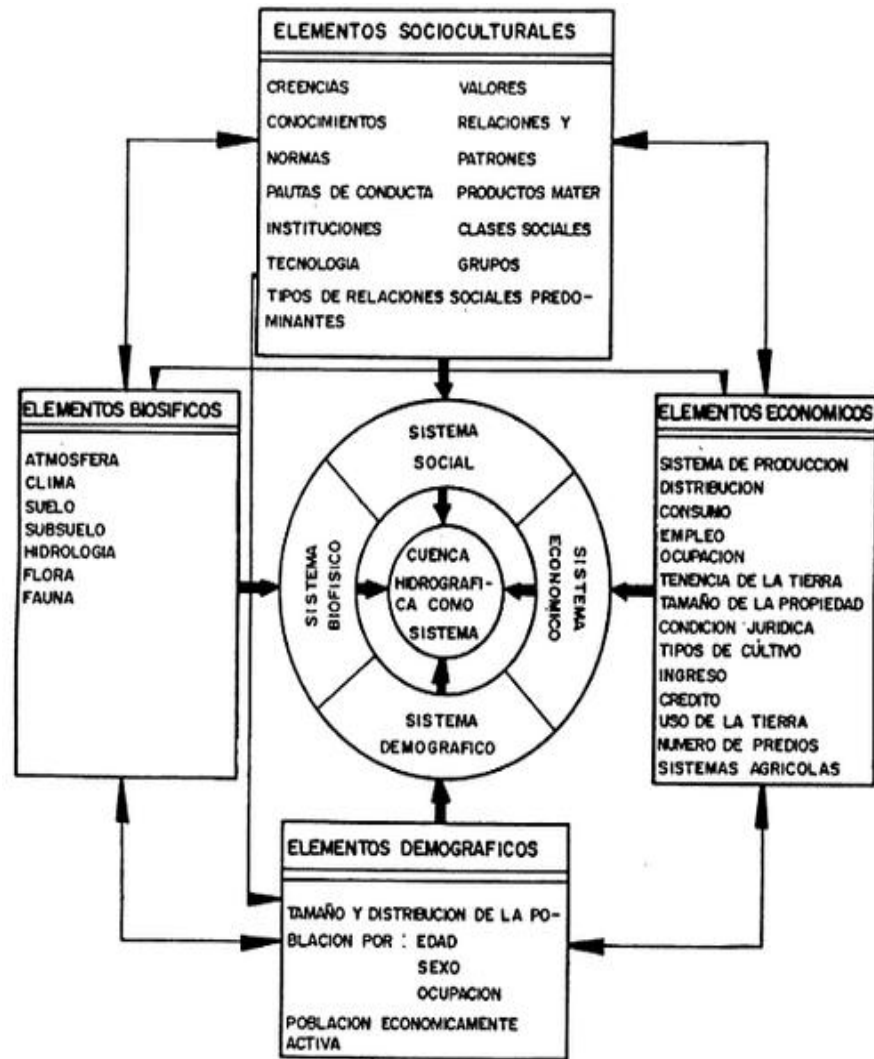 ELEMENTOS SOCIOCULTURALES
CREENCIAS VALORES
CONOCIMIENTOS RELACIONES Y
NORMAS PATRONES
PAUTAS DE CONDUCTA PRODUCTOS MATER
INSTITUCIONES CLASES SOCIALES
TECNOLOGIA GRUPOS
TIPOS DE RELACIONES SOCIALES PREDO-
MINANTES
ELEMENTOS BIOSIFICOS
ATMOSFERA
CLIMA
SUELO
SUBSUELO
HIDROLOGIA
FLORA
FAUNA
SISTEMA
SOCIAL
SISTEMA
BIOFISICO
CUENCA
HIDROGRAFI-
CA COMO
SISTEMA
SISTEMA
ECONOMICO
SISTEMA
DEMOGRAFICO
ELEMENTOS ECONOMICOS
SISTEMA DE PRODUCCION
DISTRIBUCION
CONSUMO
EMPLEO
OCUPACION
TENENCIA DE LA TIERRA
TAMAÑO DE LA PROPIEDAD
CONDICION JURIDICA
TIPOS DE CULTIVO
INGRESO
CREDITO
USO DE LA TIERRA
NUMERO DE PREDIOS
SISTEMAS AGRICOLAS
ELEMENTOS DEMOGRAFICOS
TAMAÑO Y DISTRIBUCION DE LA PO-
BLACION POR : EDAD
SEXO
OCUPACION
POBLACION ECONOMICAMENTE
ACTIVA